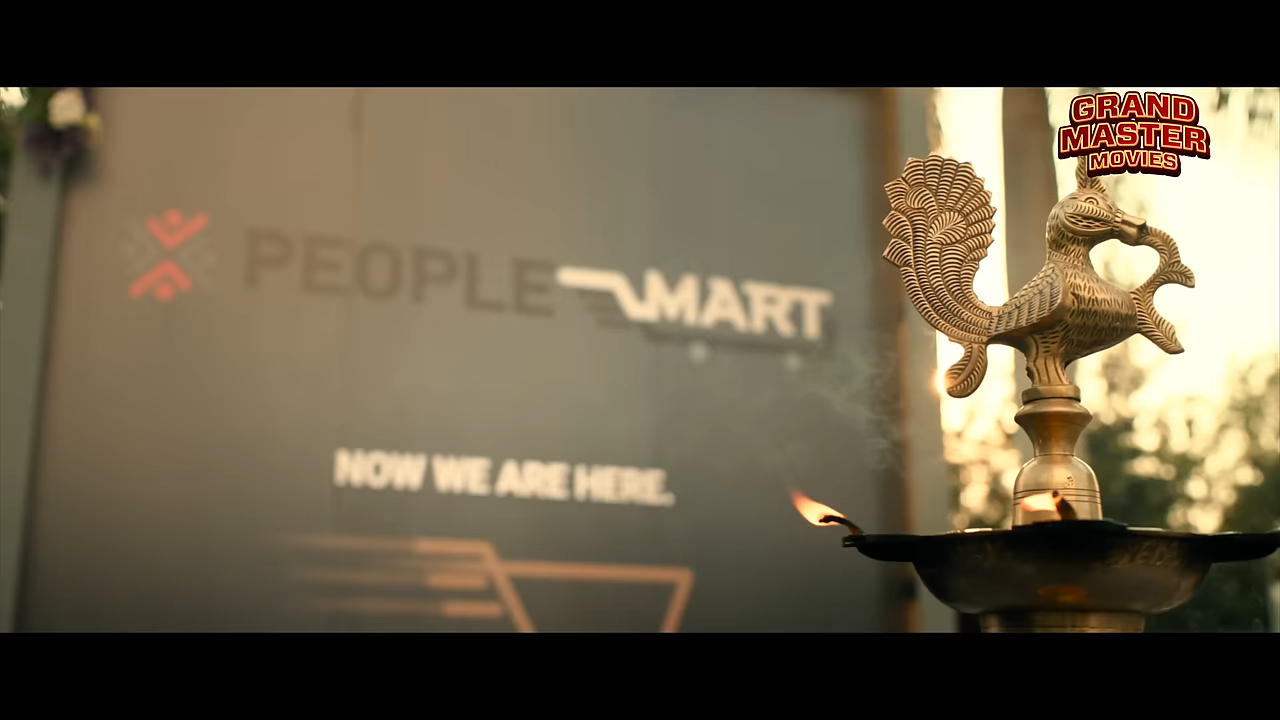 GRAND
MASTER
MOVIES
PEOPLE MART
NOW WE ARE HERE.